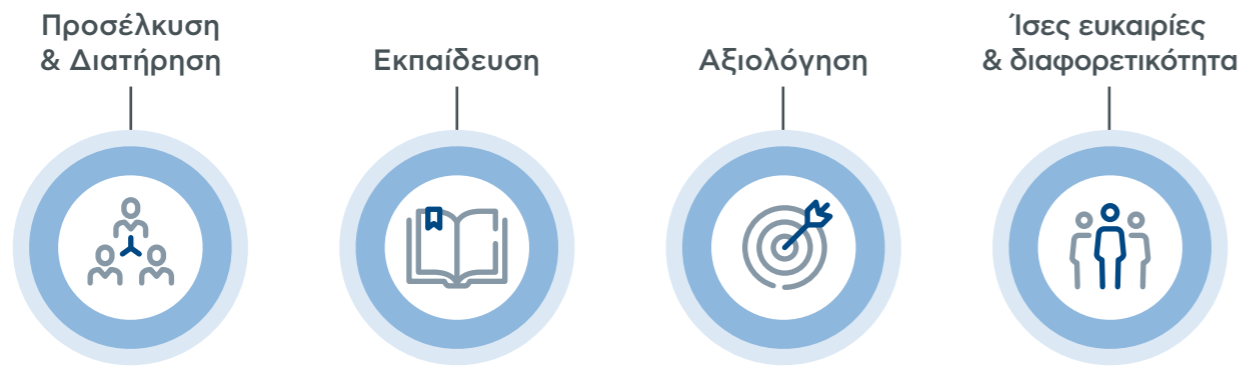 Προσέλκυση
& Διατήρηση
Εκπαίδευση
Αξιολόγηση
Ίσες ευκαιρίες
& διαφορετικότητα